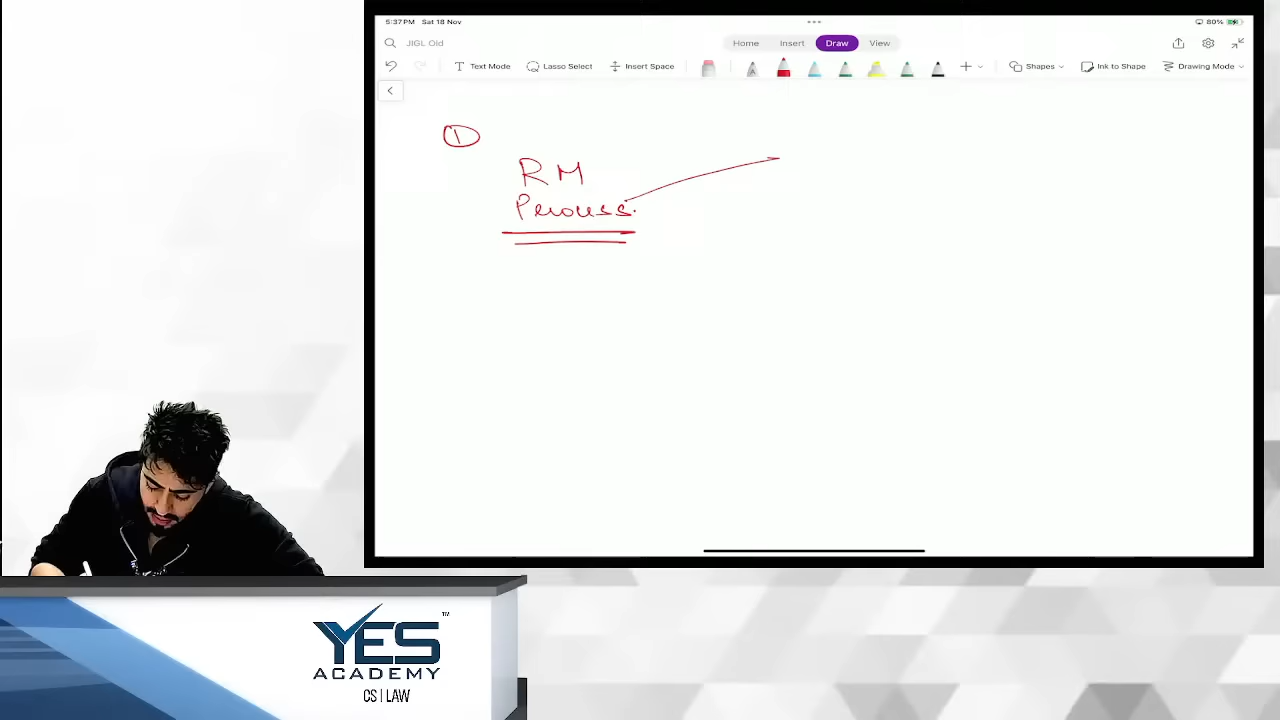 5:37 PM Sat 18 Nov
80%
JIGL Old
Home Insert Draw View
Text Mode Lasso Select Insert Space Shapes Ink to Shape Drawing Mode
1
RM
Process.
YES™
ACADEMY
CS | LAW